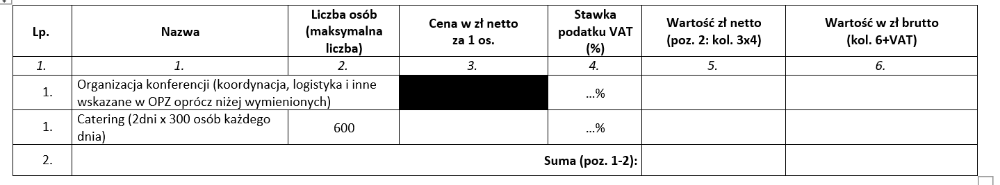 Lp.
Nazwa
Liczba osób
(maksymalna
liczba)
Cena w zł netto
za 1 os.
Stawka
podatku VAT
(%)
Wartość zł netto
(poz. 2: kol. 3x4)
Wartość w zł brutto
(kol. 6+VAT)
1.
1.
2.
3.
4.
5.
6.
1.
Organizacja konferencji (koordynacja, logistyka i inne
wskazane w OPZ oprócz niżej wymienionych)
...%
1.
Catering (2dni x 300 osób każdego
dnia)
600
...%
2.
Suma (poz. 1-2):